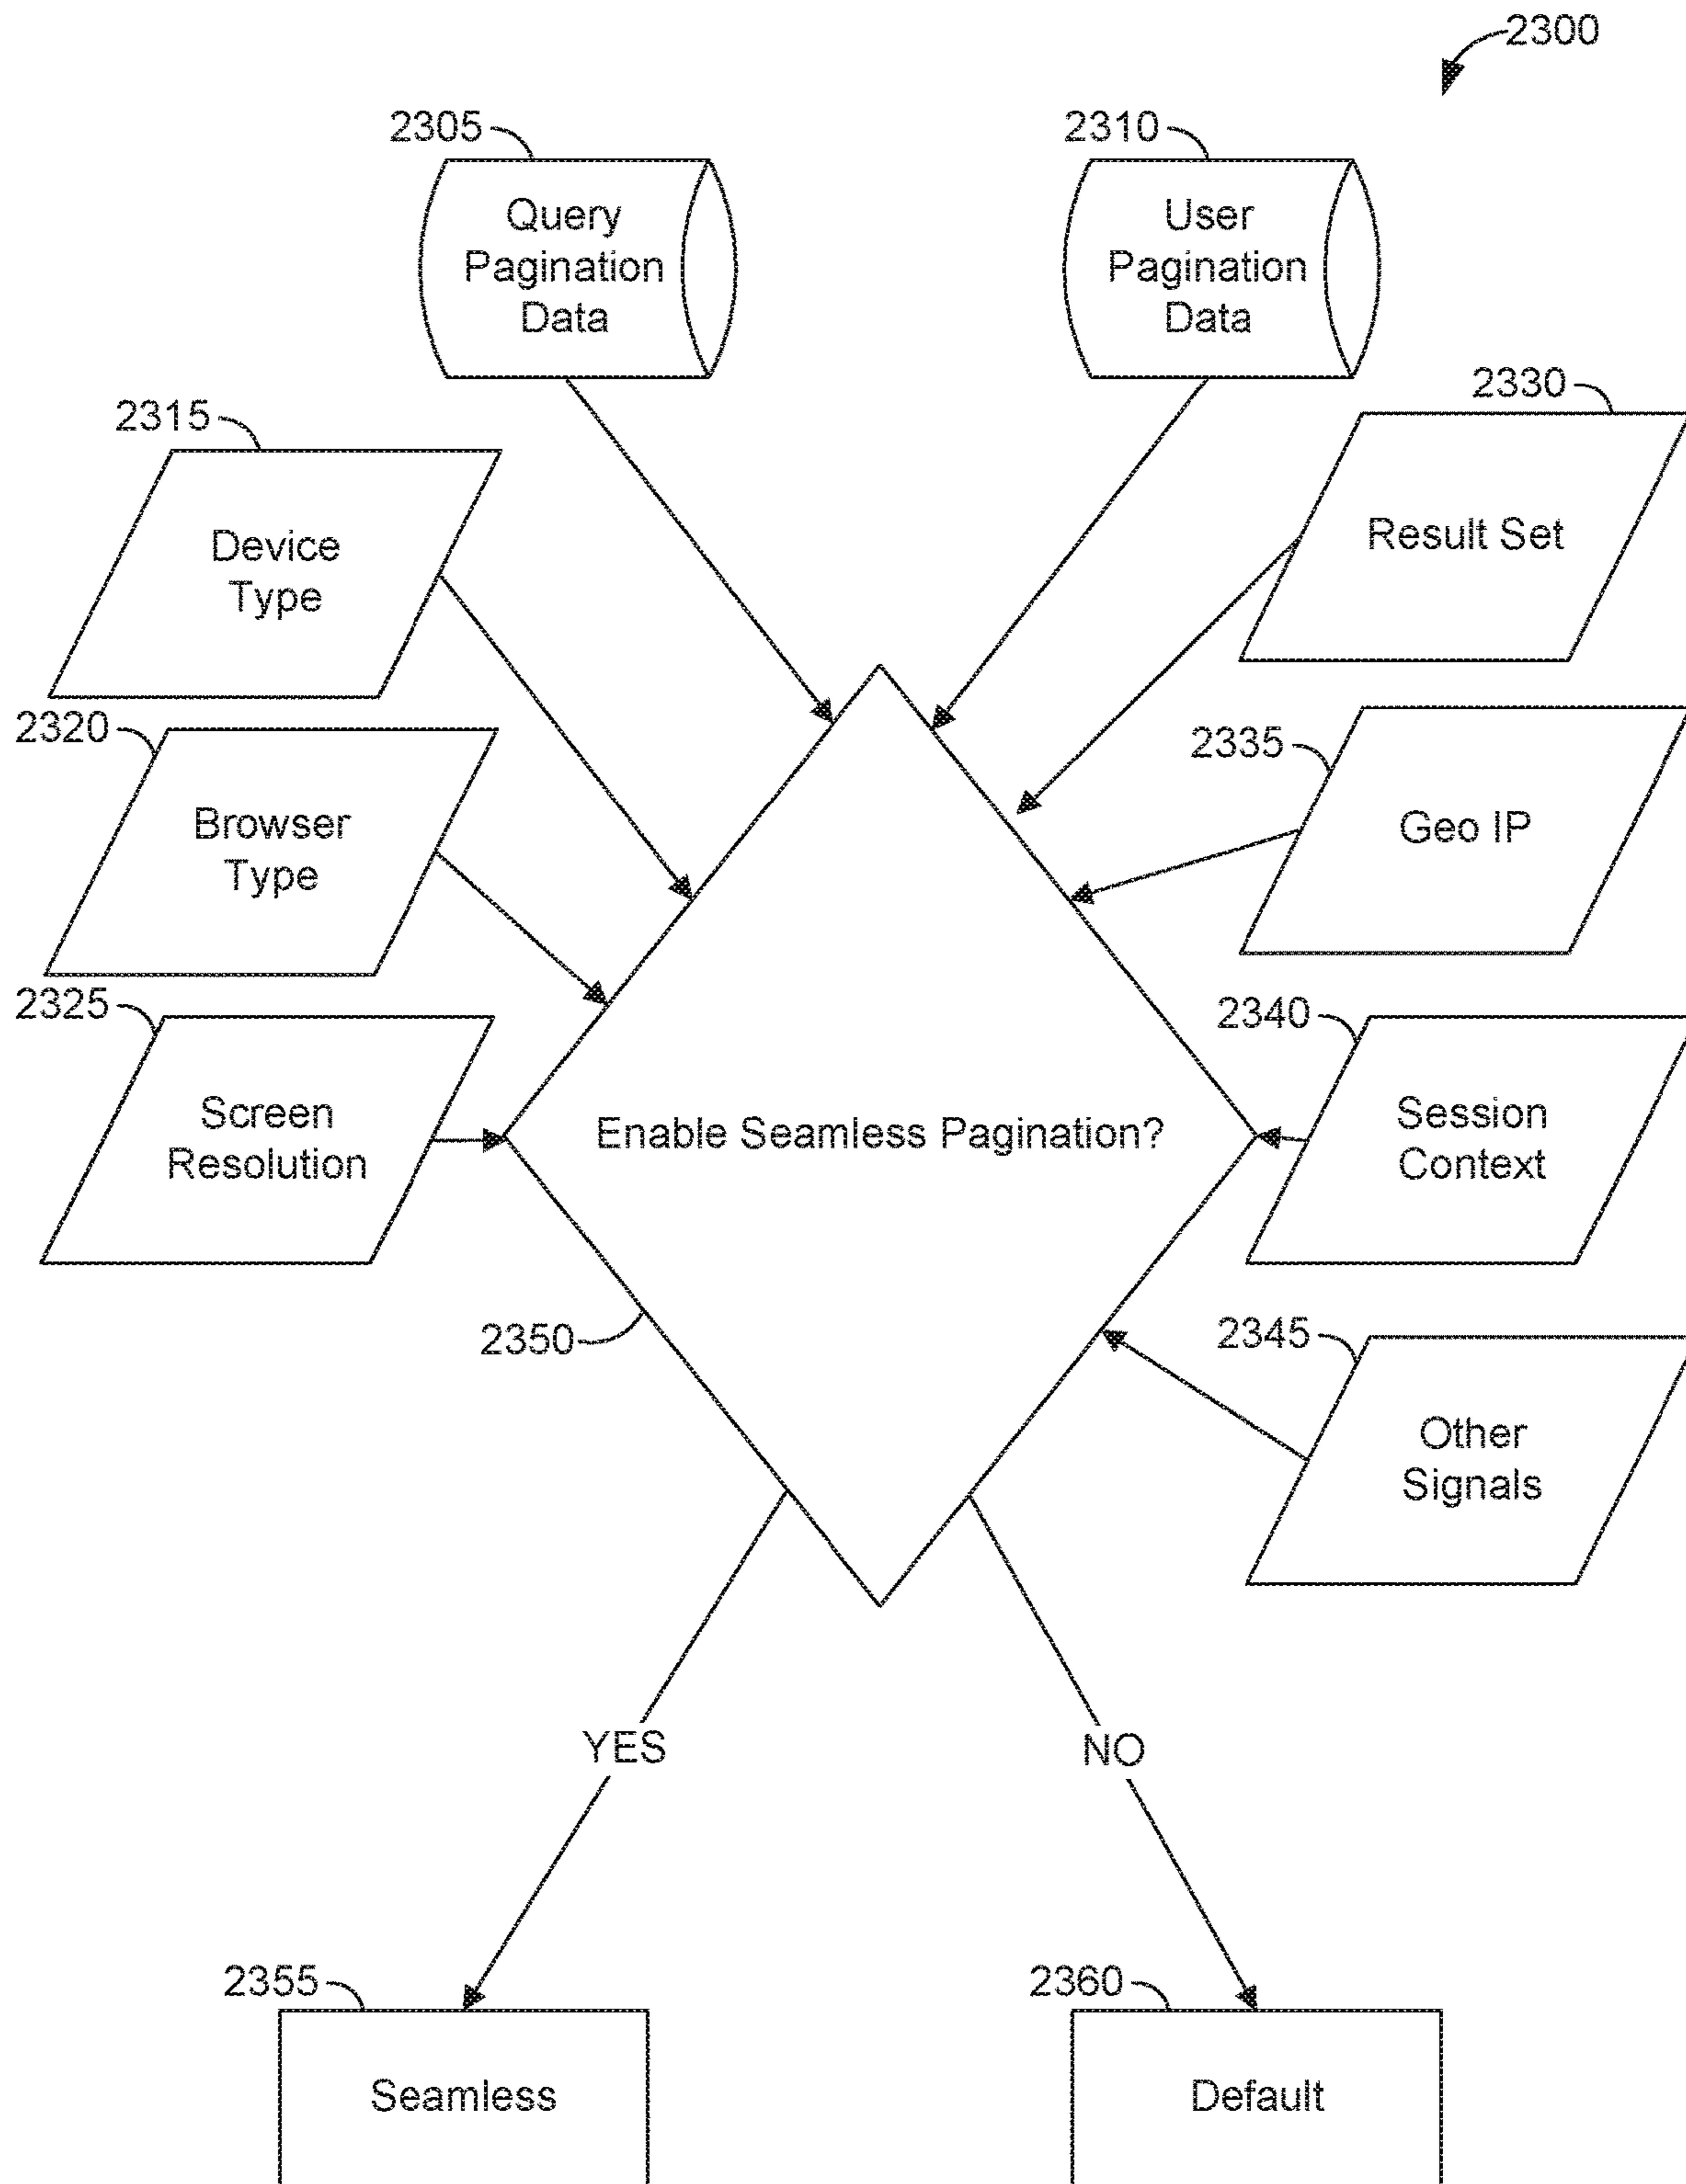 2300
2305
Query
Pagination
Data
2310
User
Pagination
Data
2315
Device
Type
2330
Result Set
2320
Browser
Type
2335
Geo IP
2325
Screen
Resolution
Enable Seamless Pagination?
2340
Session
Context
2350
2345
Other
Signals
YES
NO
2355
Seamless
2360
Default